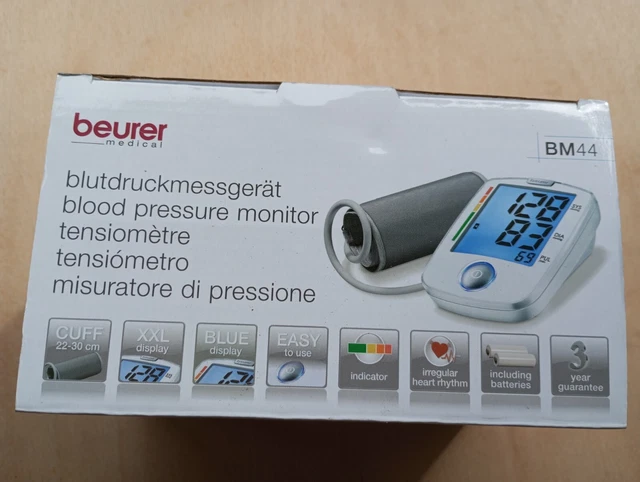 beurer
medical
BM44
blutdruckmessgerät
blood pressure monitor
tensiomètre
tensiómetro
misuratore di pressione
128
83
69
CUFF
22-30 cm
XXL
display
BLUE
display
EASY
to use
indicator
irregular
heart rhythm
including
batteries
3
year
guarantee